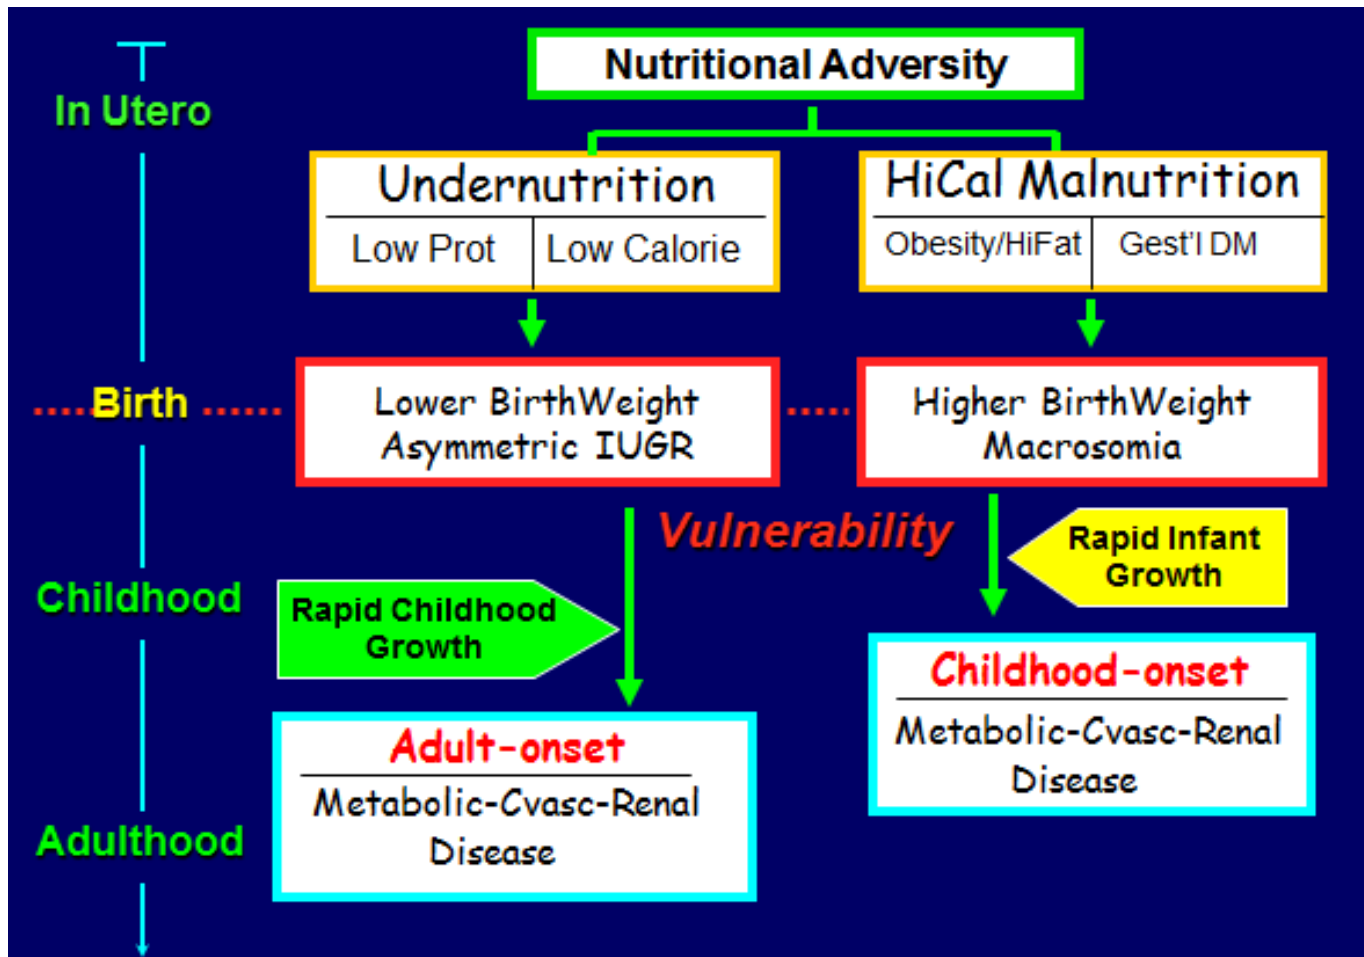 Nutritional Adversity
In Utero
Undernutrition
Low Prot
Low Calorie
HiCal Malnutrition
Obesity/HiFat
Gest'l DM
.....Birth ......
Lower BirthWeight
Asymmetric IUGR
.....
Higher BirthWeight
Macrosomia
Vulnerability
Rapid Infant
Growth
Childhood
Rapid Childhood
Growth
Childhood-onset
Metabolic-Cvasc-Renal
Disease
Adult-onset
Metabolic-Cvasc-Renal
Disease
Adulthood